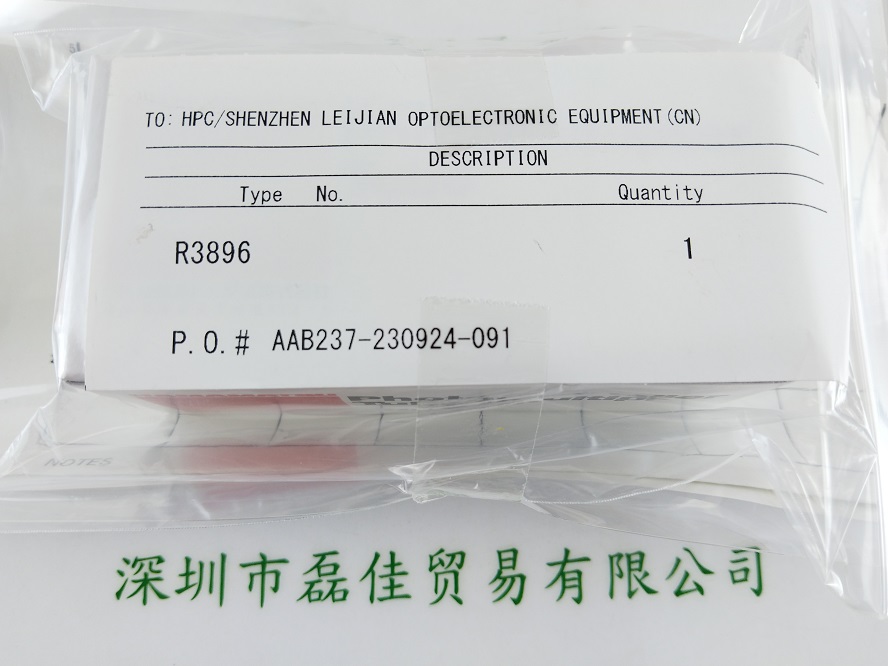 TO: HPC/SHENZHEN LEIJIAN OPTOELECTRONIC EQUIPMENT(CN)
DESCRIPTION
Type No. Quantity
R3896 1
P.O.# AAB237-230924-091
NOTES
深圳市磊佳贸易有限公司